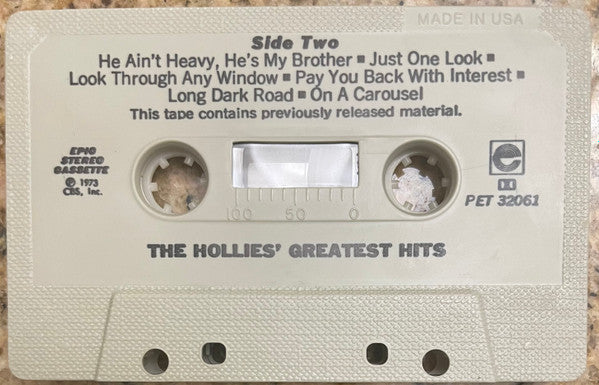 MADE IN USA
Side Two
He Ain't Heavy, He's My Brother ■ Just One Look ■
Look Through Any Window ■ Pay You Back With Interest ■
Long Dark Road ■ On A Carousel
This tape contains previously released material.
EPIC
STEREO
CASSETTE
℗ 1973
CBS, Inc.
e
PET 32061
100 50 0
THE HOLLIES' GREATEST HITS